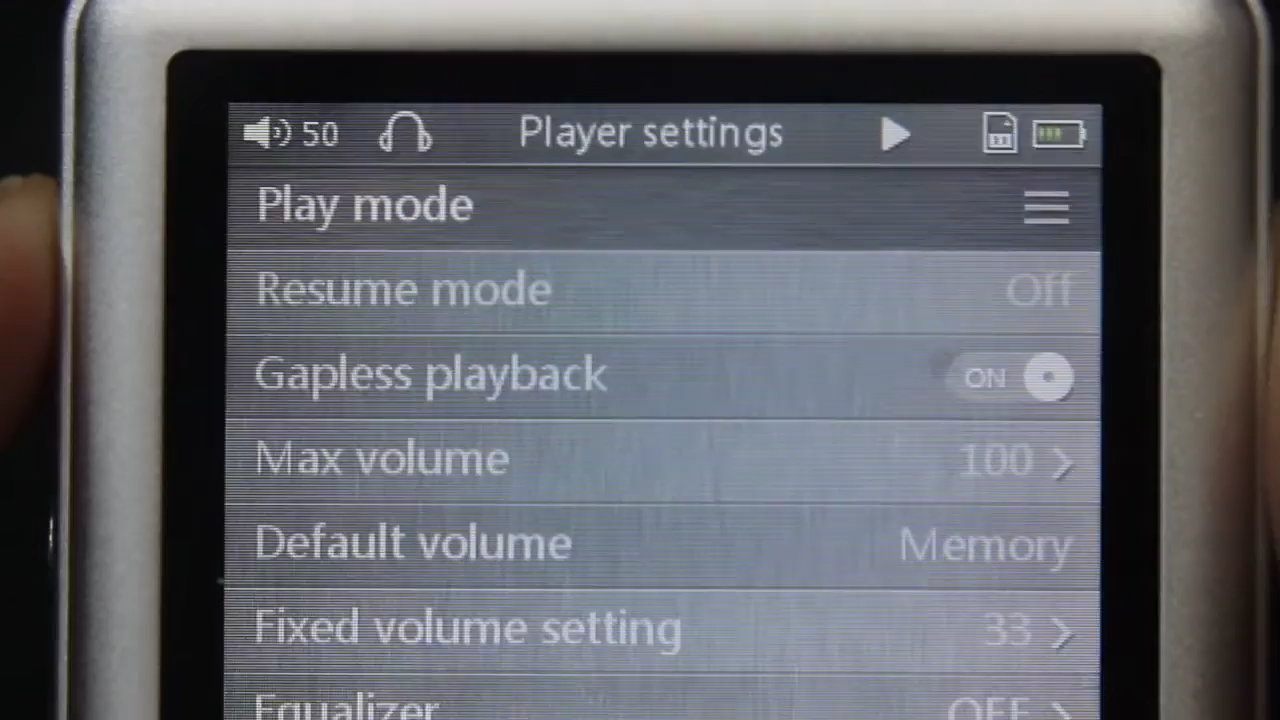 50 Player settings
Play mode
Resume mode Off
Gapless playback ON
Max volume 100
Default volume Memory
Fixed volume setting 33
Equalizer OFF